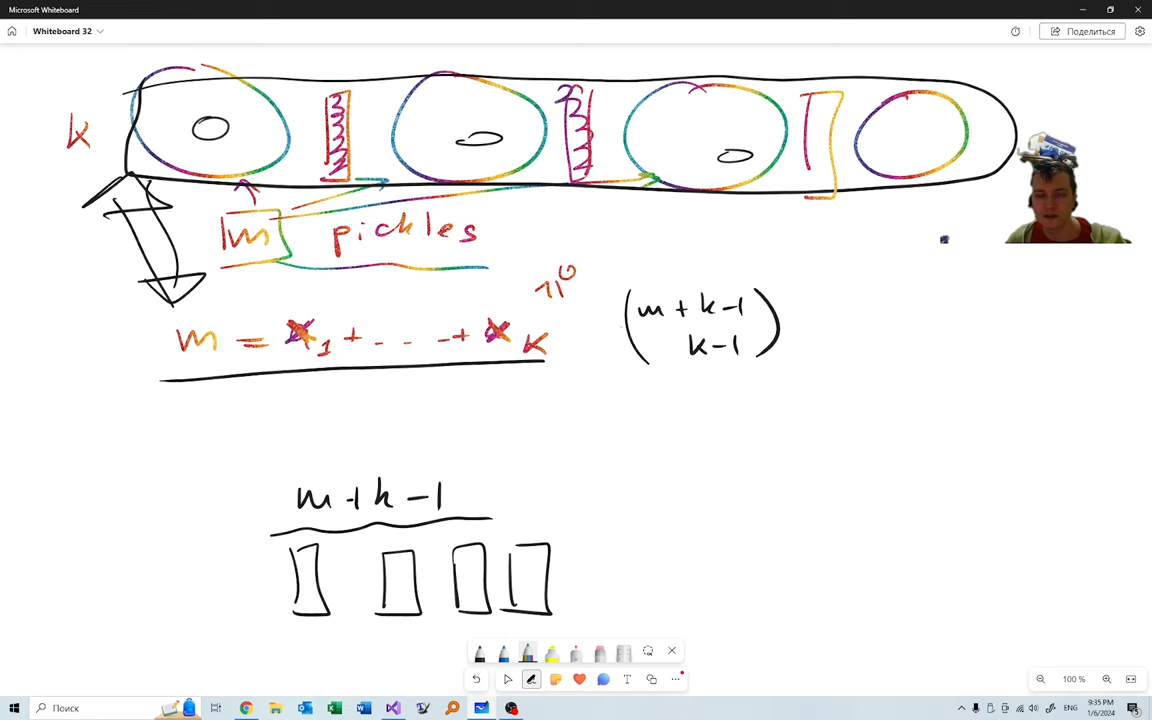 Microsoft Whiteboard
Whiteboard 32
Поделиться
k
m pickles
m = x₁ + ... + x k
(m + k - 1
k - 1)
m + k - 1
100 %
Поиск
ENG
9:35 PM
1/6/2024
5